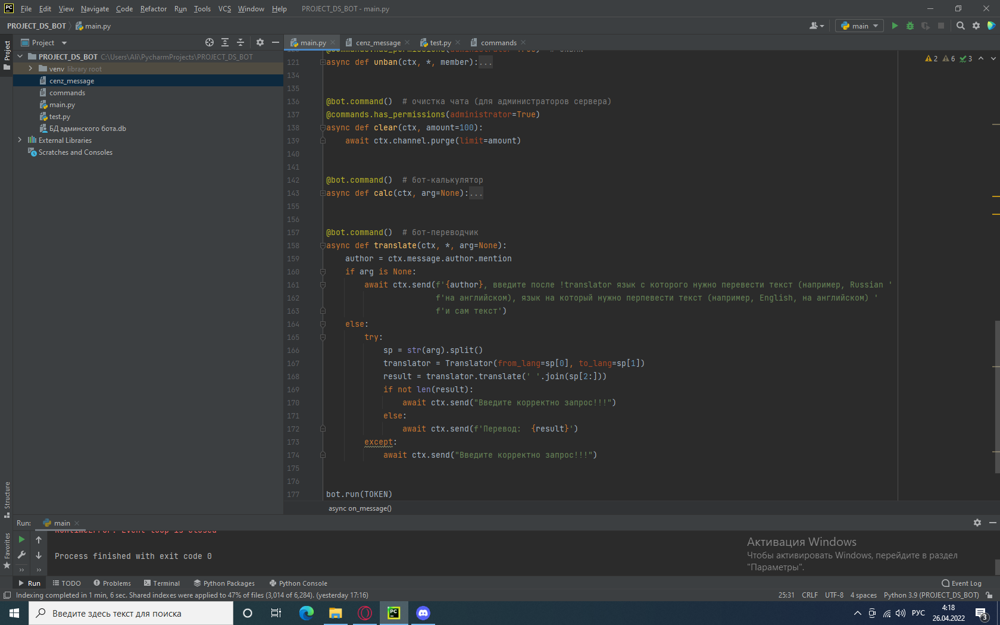 PC File Edit View Navigate Code Refactor Run Tools VCS Window Help PROJECT_DS_BOT - main.py
PROJECT_DS_BOT main.py
main
Project
Project
main.py
cenz_message
test.py
commands
PROJECT_DS_BOT C:\Users\Ali\PycharmProjects\PROJECT_DS_BOT
venv library root
cenz_message
commands
main.py
test.py
БД админского бота.db
External Libraries
Scratches and Consoles
2 6 3
121 async def unban(ctx, *, member):...
134
135
136 @bot.command()  # очистка чата (для администраторов сервера)
137 @commands.has_permissions(administrator=True)
138 async def clear(ctx, amount=100):
139     await ctx.channel.purge(limit=amount)
140
141
142 @bot.command()  # бот-калькулятор
143 async def calc(ctx, arg=None):...
155
156
157 @bot.command()  # бот-переводчик
158 async def translate(ctx, *, arg=None):
159     author = ctx.message.author.mention
160     if arg is None:
161         await ctx.send(f'{author}, введите после !translator язык с которого нужно перевести текст (например, Russian '
162                        f'на английском), язык на который нужно перпевести текст (например, English, на английском) '
163                        f'и сам текст')
164     else:
165         try:
166             sp = str(arg).split()
167             translator = Translator(from_lang=sp[0], to_lang=sp[1])
168             result = translator.translate(' '.join(sp[2:]))
169             if not len(result):
170                 await ctx.send("Введите корректно запрос!!!")
171             else:
172                 await ctx.send(f'Перевод:  {result}')
173         except:
174             await ctx.send("Введите корректно запрос!!!")
175
176
177 bot.run(TOKEN)
async on_message()
Structure
Favorites
Run: main
RuntimeError: Event loop is closed
Process finished with exit code 0
Активация Windows
Чтобы активировать Windows, перейдите в раздел
"Параметры".
Run TODO Problems Terminal Python Packages Python Console Event Log
Indexing completed in 1 min, 6 sec. Shared indexes were applied to 47% of files (3,014 of 6,284). (yesterday 17:16) 25:31 CRLF UTF-8 4 spaces Python 3.9 (PROJECT_DS_BOT)
Введите здесь текст для поиска
PC
РУС
4:18
26.04.2022
3